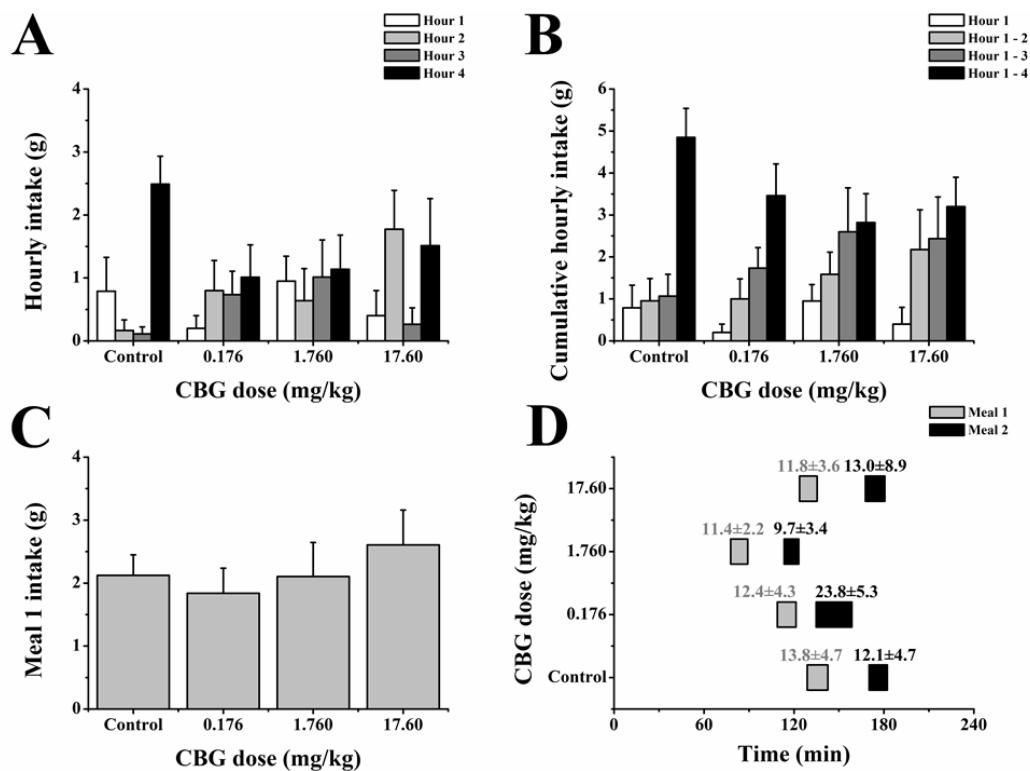 A
Hour 1
Hour 2
Hour 3
Hour 4
Hourly intake (g)
4
3
2
1
0
Control
0.176
1.760
17.60
CBG dose (mg/kg)
B
Hour 1
Hour 1 - 2
Hour 1 - 3
Hour 1 - 4
Cumulative hourly intake (g)
6
5
4
3
2
1
0
Control
0.176
1.760
17.60
CBG dose (mg/kg)
C
Meal 1 intake (g)
4
3
2
1
0
Control
0.176
1.760
17.60
CBG dose (mg/kg)
D
Meal 1
Meal 2
CBG dose (mg/kg)
17.60
11.8±3.6
13.0±8.9
1.760
11.4±2.2
9.7±3.4
0.176
12.4±4.3
23.8±5.3
Control
13.8±4.7
12.1±4.7
0
60
120
180
240
Time (min)